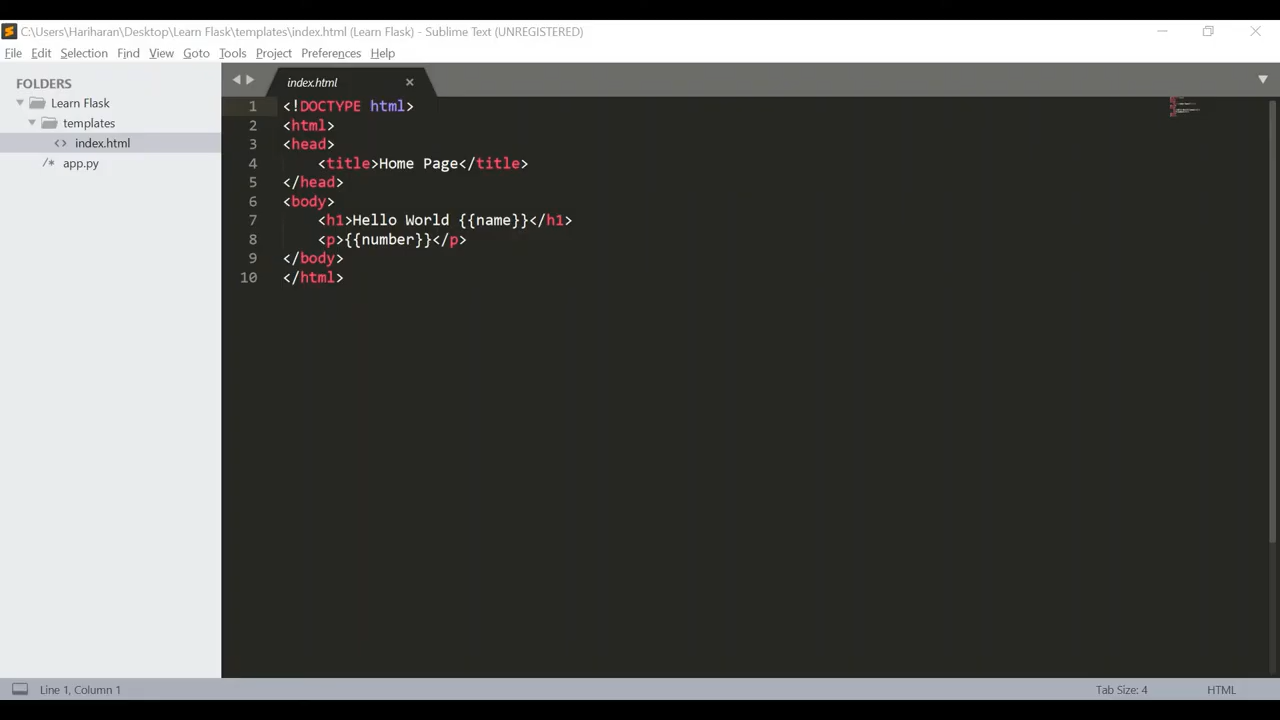 C:\Users\Hariharan\Desktop\Learn Flask\templates\index.html (Learn Flask) - Sublime Text (UNREGISTERED)
File Edit Selection Find View Goto Tools Project Preferences Help
FOLDERS
Learn Flask
templates
<> index.html
/* app.py
index.html
1 <!DOCTYPE html>
2 <html>
3 <head>
4 <title>Home Page</title>
5 </head>
6 <body>
7 <h1>Hello World {{name}}</h1>
8 <p>{{number}}</p>
9 </body>
10 </html>
Line 1, Column 1
Tab Size: 4
HTML